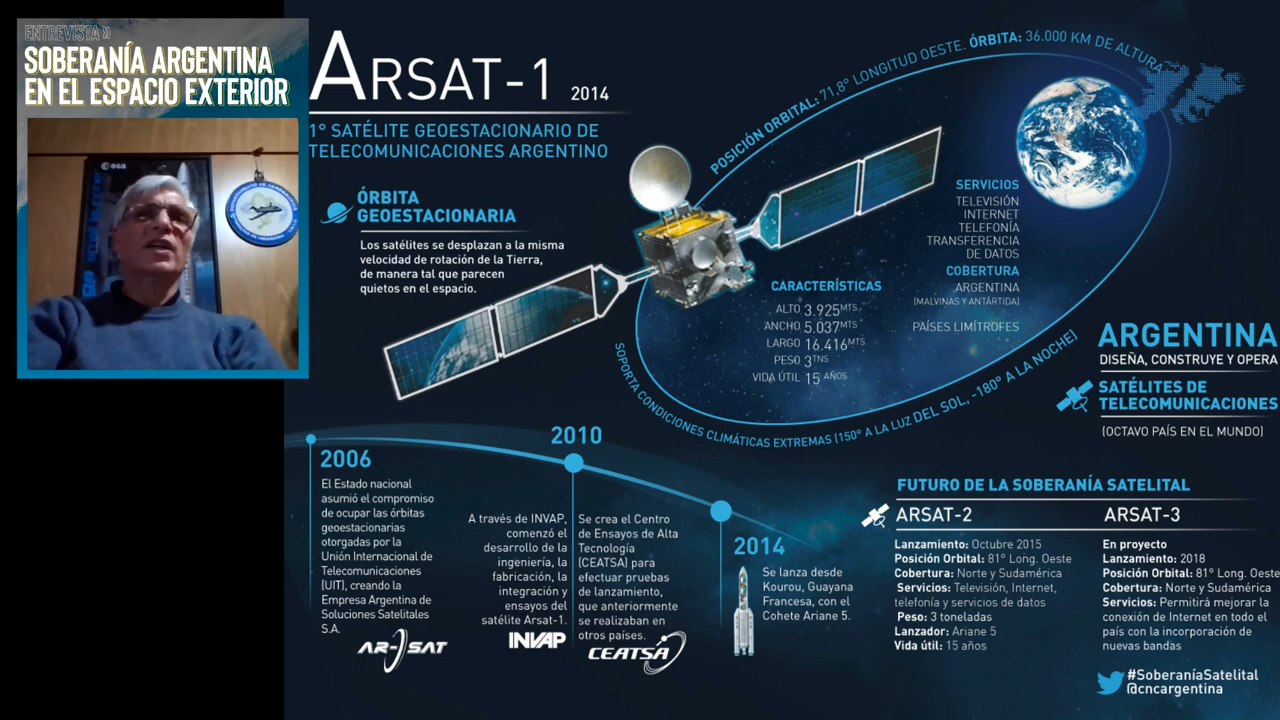 ENTREVISTA »
SOBERANÍA ARGENTINA
EN EL ESPACIO EXTERIOR
esa
ARSAT-1 2014
1° SATÉLITE GEOESTACIONARIO DE
TELECOMUNICACIONES ARGENTINO
ÓRBITA
GEOESTACIONARIA
Los satélites se desplazan a la misma
velocidad de rotación de la Tierra,
de manera tal que parecen
quietos en el espacio.
POSICIÓN ORBITAL: 71,8° LONGITUD OESTE. ÓRBITA: 36.000 KM DE ALTURA
SERVICIOS
TELEVISIÓN
INTERNET
TELEFONÍA
TRANSFERENCIA
DE DATOS
COBERTURA
ARGENTINA
(MALVINAS Y ANTÁRTIDA)
PAÍSES LIMÍTROFES
CARACTERÍSTICAS
ALTO 3.925 MTS.
ANCHO 5.037 MTS
LARGO 16.416 MTS.
PESO 3 TNS
VIDA ÚTIL 15 AÑOS
SOPORTA CONDICIONES CLIMÁTICAS EXTREMAS (150° A LA LUZ DEL SOL, -180° A LA NOCHE)
ARGENTINA
DISEÑA, CONSTRUYE Y OPERA
SATÉLITES DE
TELECOMUNICACIONES
(OCTAVO PAÍS EN EL MUNDO)
2006
El Estado nacional
asumió el compromiso
de ocupar las órbitas
geoestacionarias
otorgadas por la
Unión Internacional de
Telecomunicaciones
(UIT), creando la
Empresa Argentina de
Soluciones Satelitales
S.A.
AR-SAT
2010
A través de INVAP,
comenzó el
desarrollo de la
ingeniería, la
fabricación, la
integración y
ensayos del
satélite Arsat-1.
INVAP
Se crea el Centro
de Ensayos de Alta
Tecnología
(CEATSA) para
efectuar pruebas
de lanzamiento,
que anteriormente
se realizaban en
otros países.
CEATSA
2014
Se lanza desde
Kourou, Guayana
Francesa, con el
Cohete Ariane 5.
FUTURO DE LA SOBERANÍA SATELITAL
ARSAT-2
Lanzamiento: Octubre 2015
Posición Orbital: 81° Long. Oeste
Cobertura: Norte y Sudamérica
Servicios: Televisión, Internet,
telefonía y servicios de datos
Peso: 3 toneladas
Lanzador: Ariane 5
Vida útil: 15 años
ARSAT-3
En proyecto
Lanzamiento: 2018
Posición Orbital: 81° Long. Oeste
Cobertura: Norte y Sudamérica
Servicios: Permitirá mejorar la
conexión de Internet en todo el
país con la incorporación de
nuevas bandas
#SoberaníaSatelital
@cncargentina